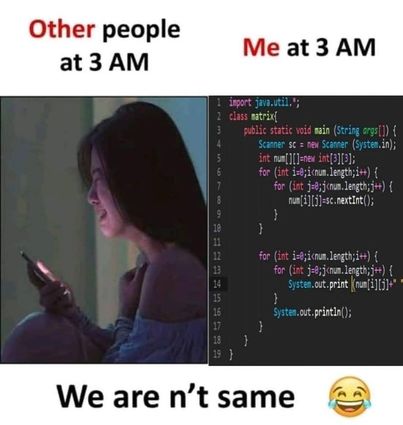 Other people
at 3 AM
Me at 3 AM
1 import java.util.*;
2 class matrix{
3 public static void main (String args[]) {
4 Scanner sc = new Scanner (System.in);
5 int num[][]=new int[3][3];
6 for (int i=0;i<num.length;i++) {
7 for (int j=0;j<num.length;j++) {
8 num[i][j]=sc.nextInt();
9 }
10 }
11
12 for (int i=0;i<num.length;i++) {
13 for (int j=0;j<num.length;j++) {
14 System.out.print (num[i][j]+" "
15 }
16 System.out.println();
17 }
18 }
19 }
We are n't same